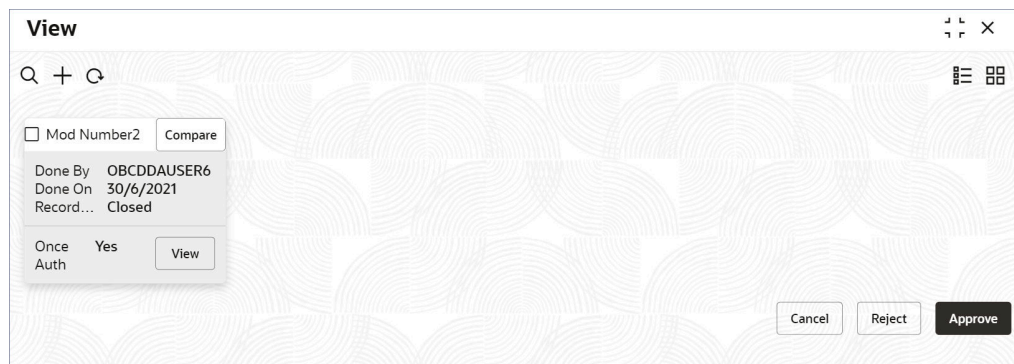 View
Mod Number2 Compare
Done By OBCDDAUSER6
Done On 30/6/2021
Record... Closed
Once Auth Yes View
Cancel Reject Approve